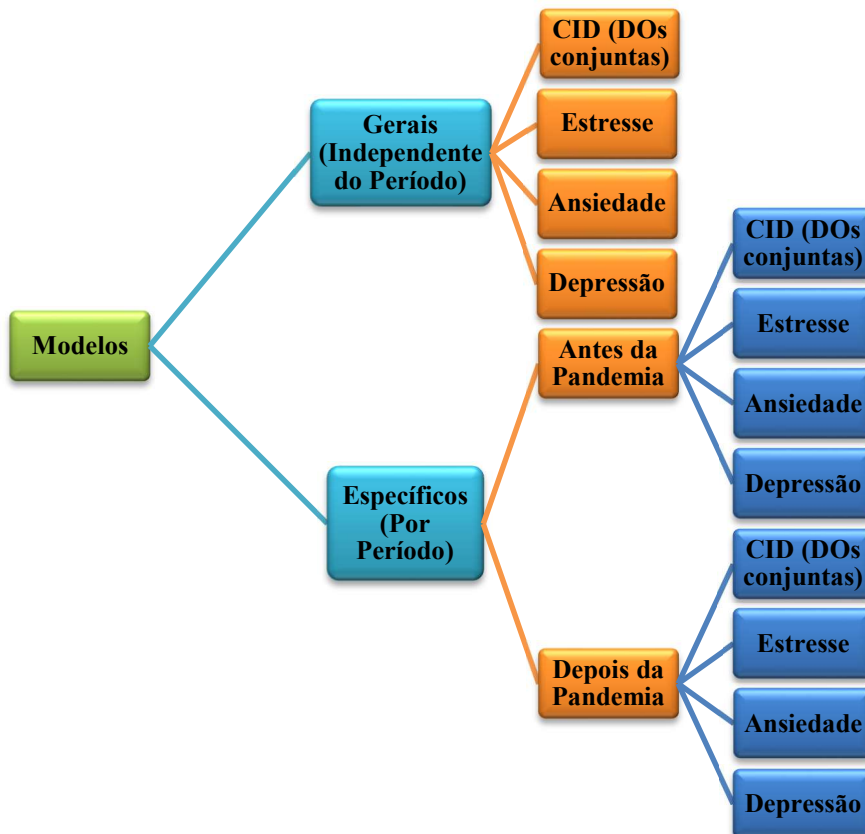 Modelos
Gerais
(Independente
do Período)
CID (DOs
conjuntas)
Estresse
Ansiedade
Depressão
Específicos
(Por
Período)
Antes da
Pandemia
CID (DOs
conjuntas)
Estresse
Ansiedade
Depressão
Depois da
Pandemia
CID (DOs
conjuntas)
Estresse
Ansiedade
Depressão